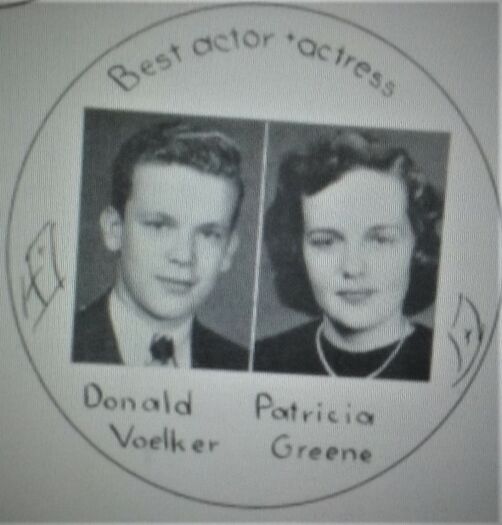 Best actor + actress
Donald Voelker
Patricia Greene